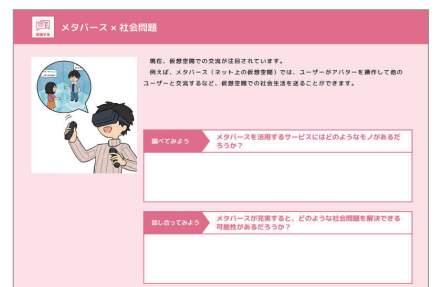 メタバース × 社会問題
現在、仮想空間での交流が注目されています。
例えば、メタバース（ネット上の仮想空間）では、ユーザーがアバターを操作して他の
ユーザーと交流するなど、仮想空間での社会生活を送ることができます。
調べてみよう
メタバースを活用するサービスにはどのようなモノがあるだ
ろうか？
話し合ってみよう
メタバースが充実すると、どのような社会問題を解決できる
可能性があるだろうか？